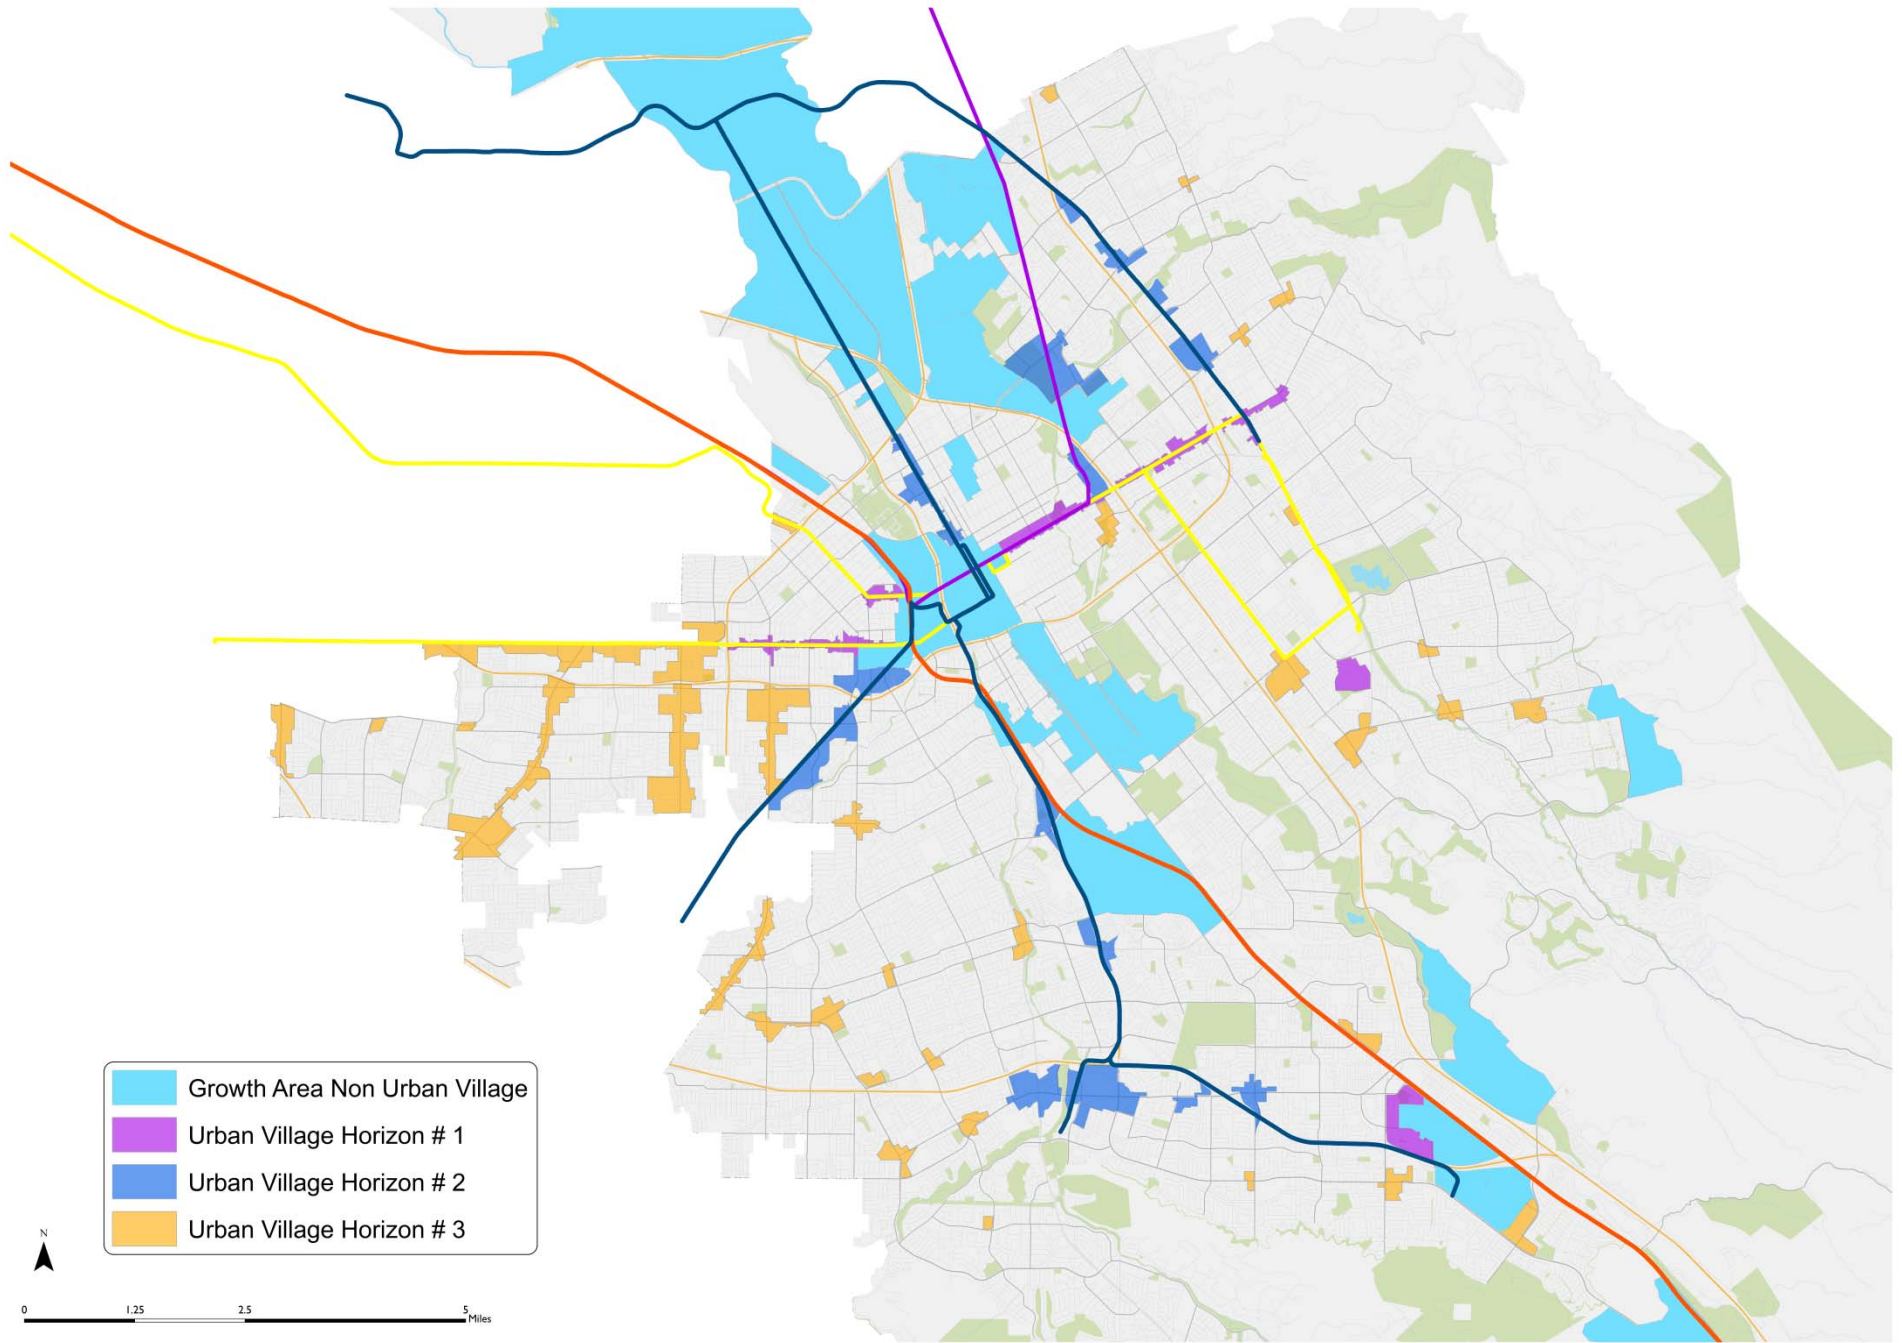 Growth Area Non Urban Village
Urban Village Horizon # 1
Urban Village Horizon # 2
Urban Village Horizon # 3
N
0 1.25 2.5 5
Miles